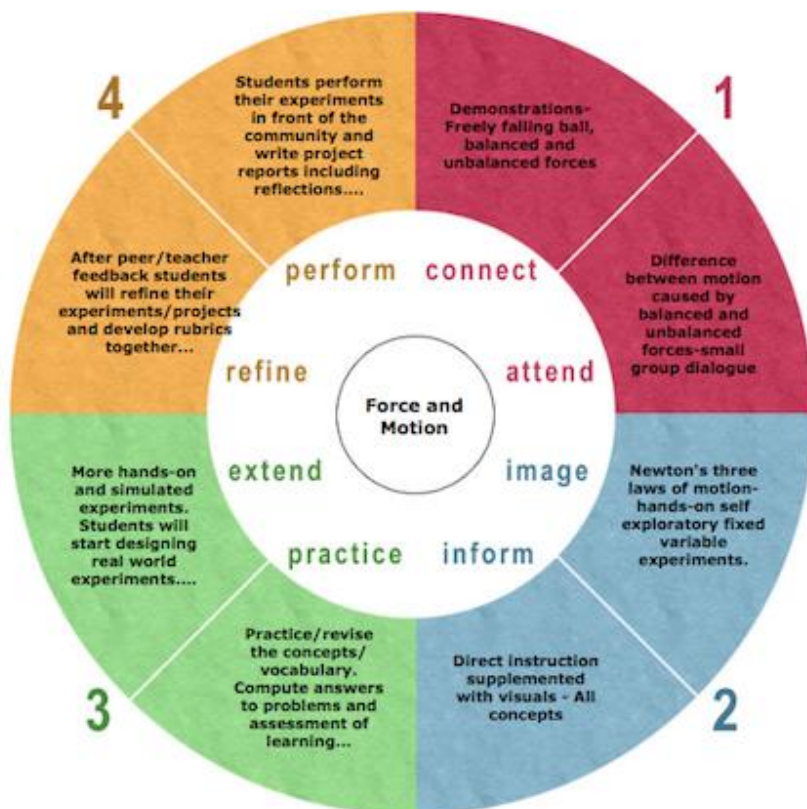 4
Students perform
their experiments
in front of the
community and
write project
reports including
reflections....
1
Demonstrations-
Freely falling ball,
balanced and
unbalanced forces
After peer/teacher
feedback students
will refine their
experiments/projects
and develop rubrics
together...
perform
connect
Difference
between motion
caused by
balanced and
unbalanced
forces-small
group dialogue
refine
attend
Force and
Motion
More hands-on
and simulated
experiments.
Students will
start designing
real world
experiments....
extend
image
Newton's three
laws of motion-
hands-on self
exploratory fixed
variable
experiments.
practice
inform
3
Practice/revise
the concepts/
vocabulary.
Compute answers
to problems and
assessment of
learning...
Direct instruction
supplemented
with visuals - All
concepts
2